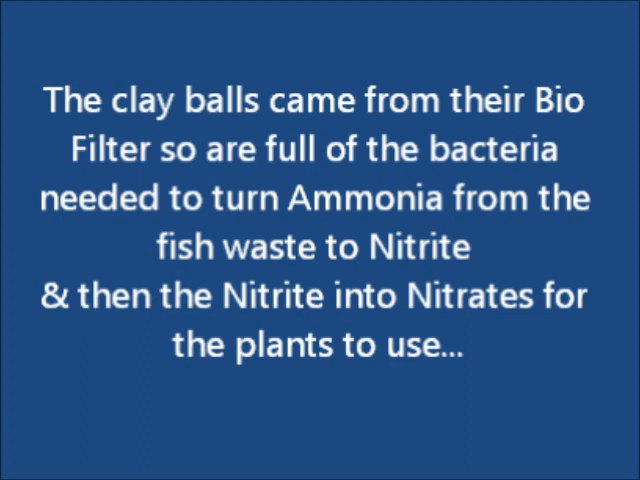 The clay balls came from their Bio
Filter so are full of the bacteria
needed to turn Ammonia from the
fish waste to Nitrite
& then the Nitrite into Nitrates for
the plants to use...